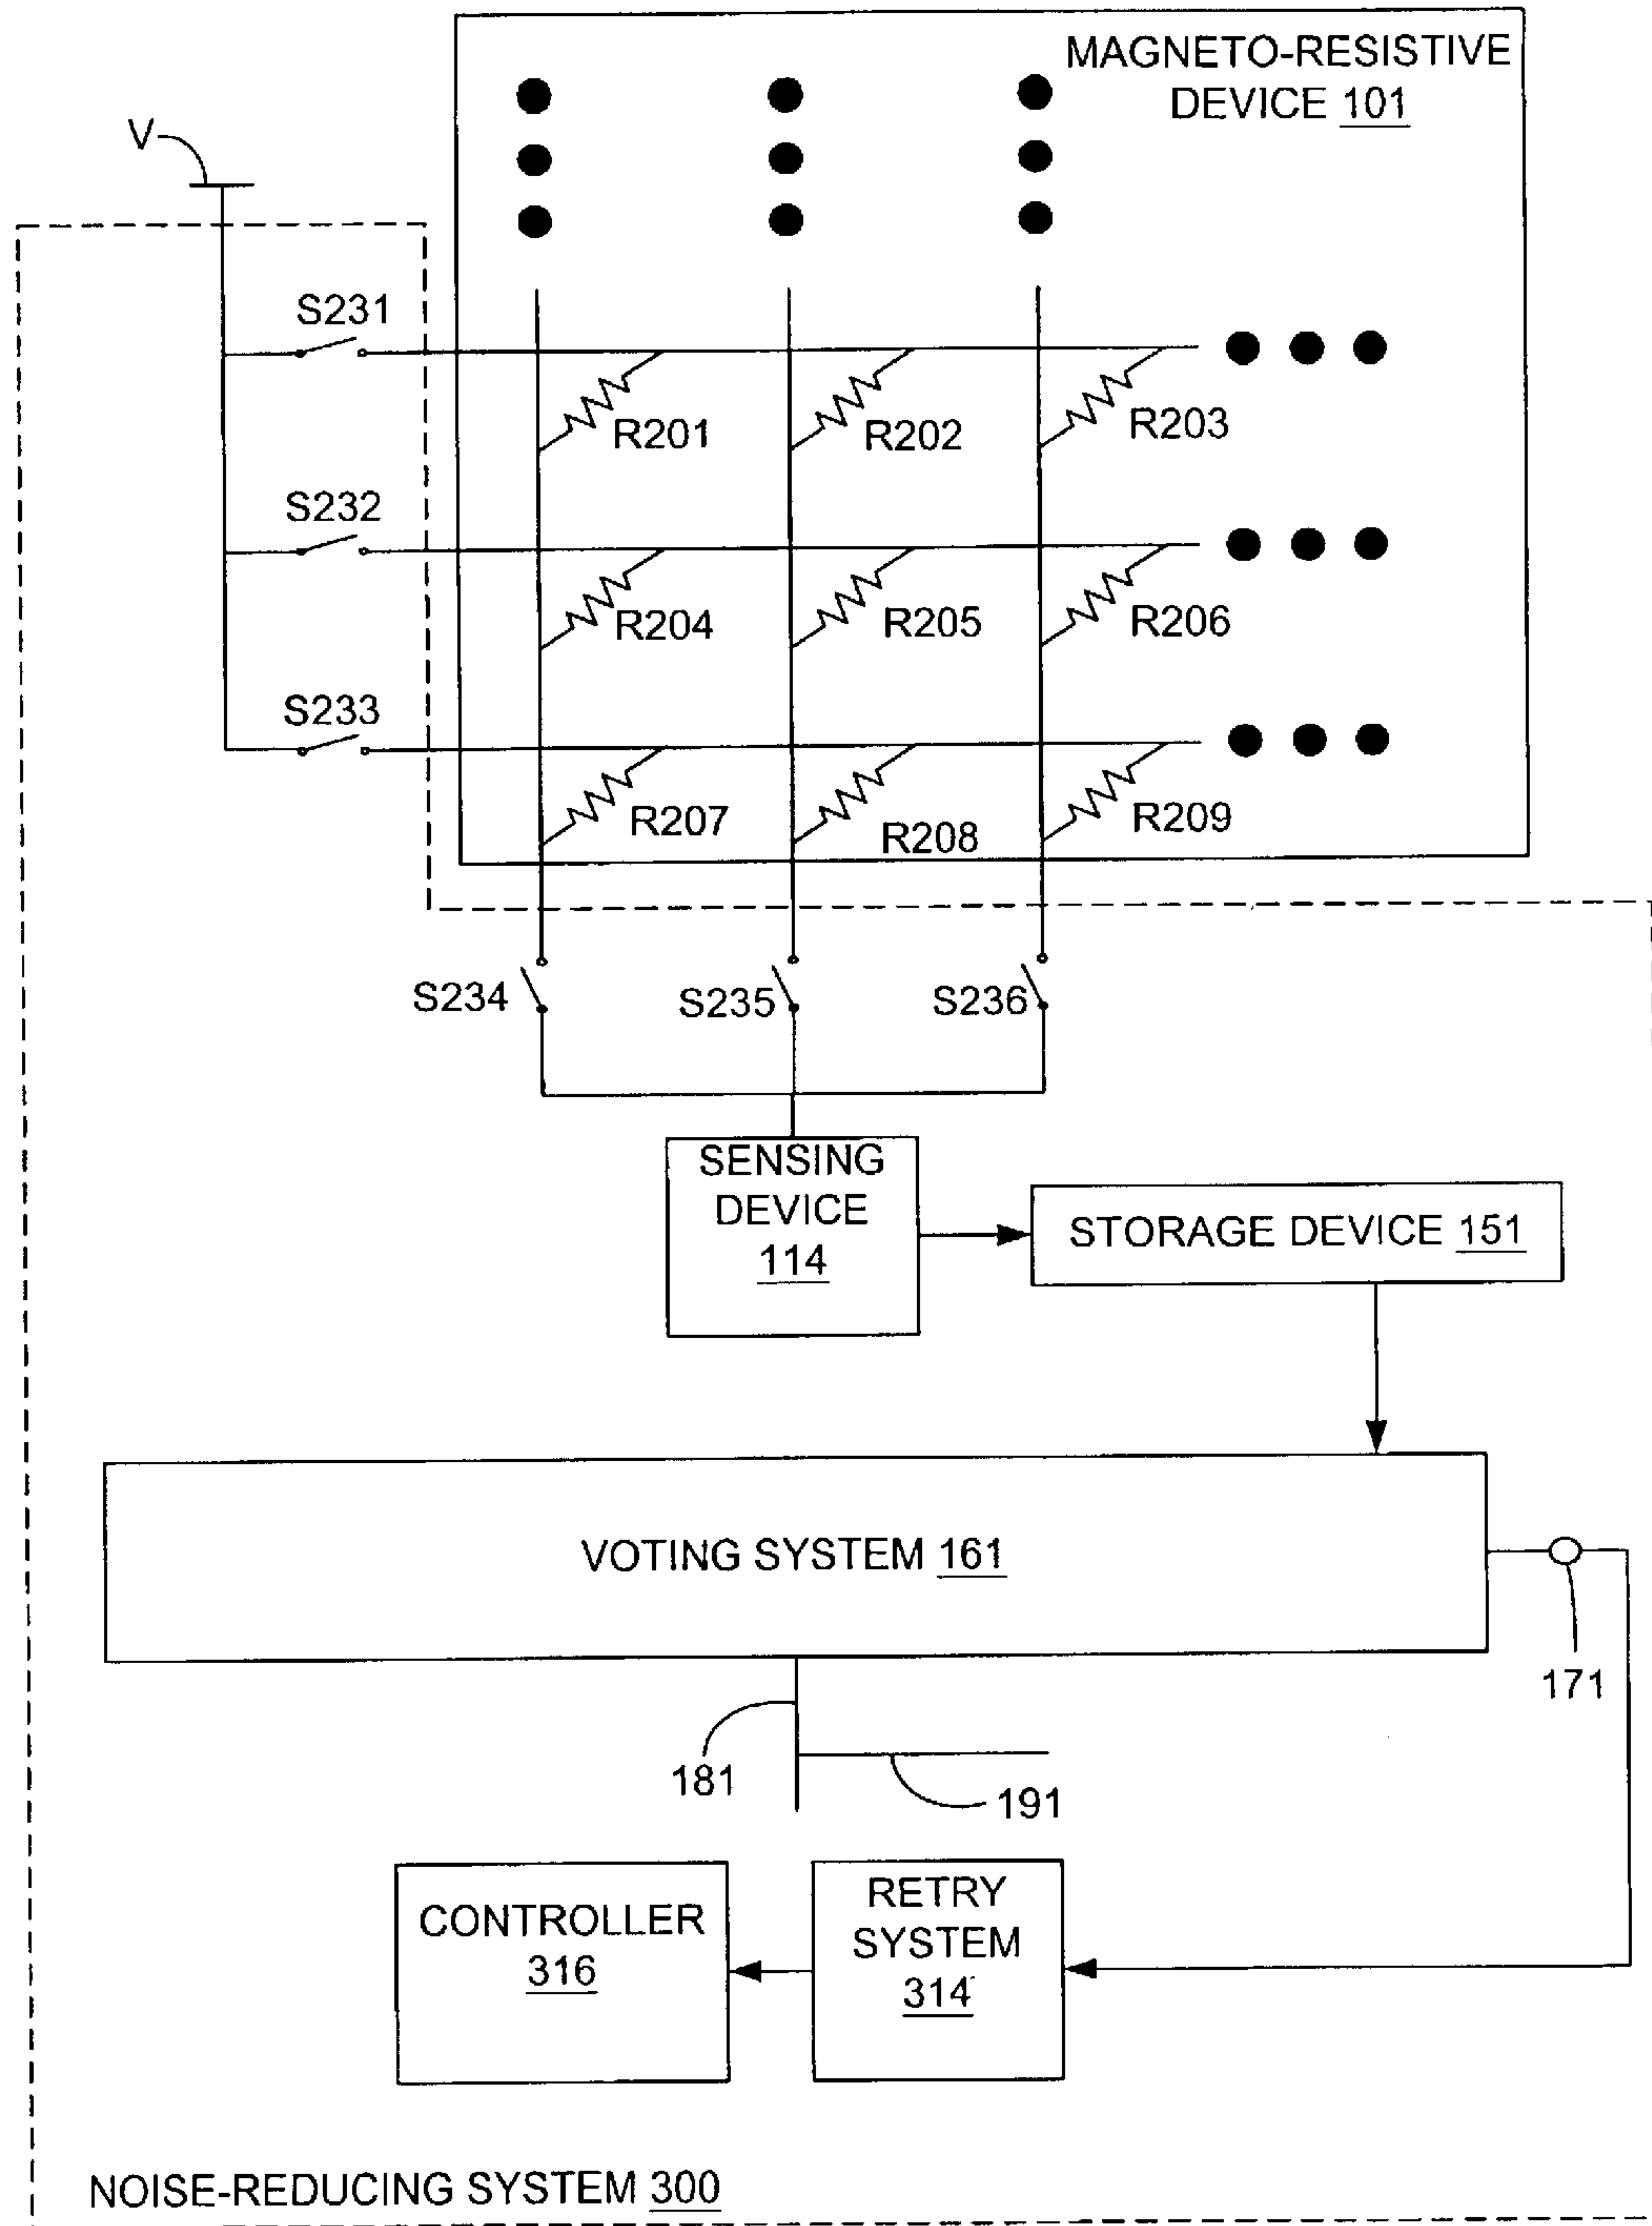 MAGNETO-RESISTIVE
DEVICE 101
V
S231
R201
R202
R203
S232
R204
R205
R206
S233
R207
R208
R209
S234
S235
S236
SENSING
DEVICE
114
STORAGE DEVICE 151
VOTING SYSTEM 161
171
181
191
CONTROLLER
316
RETRY
SYSTEM
314
NOISE-REDUCING SYSTEM 300